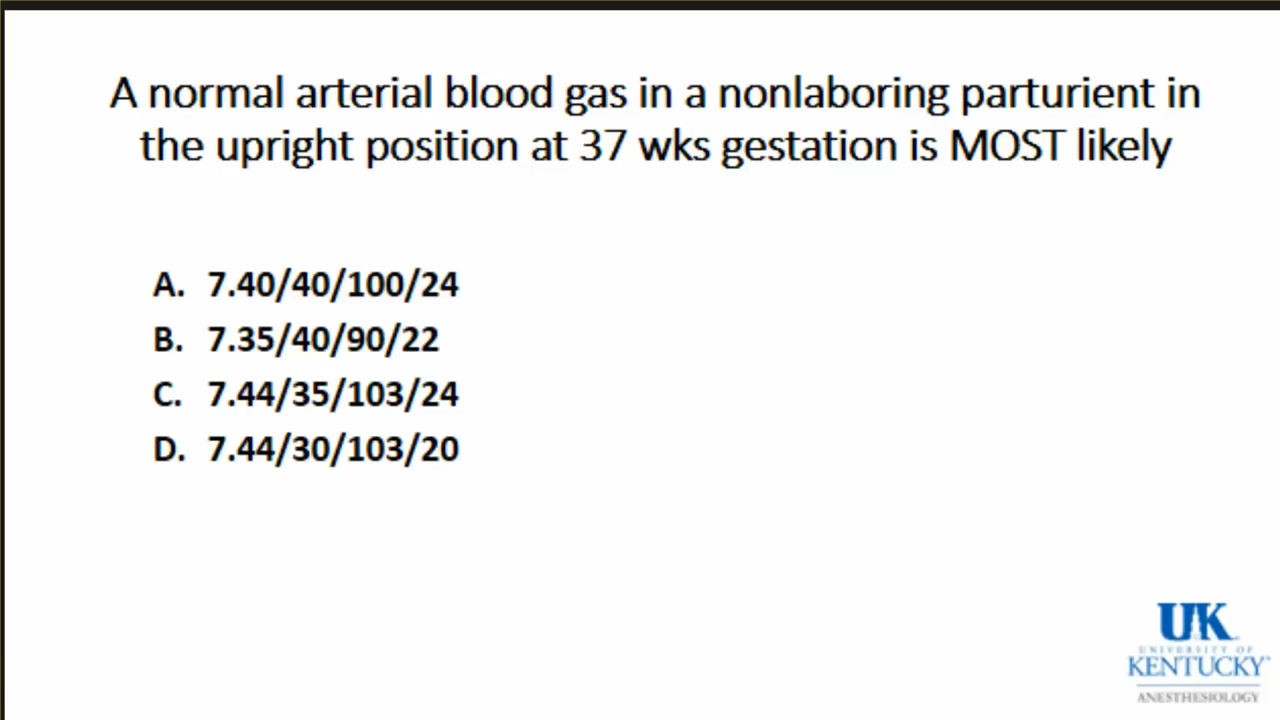 A normal arterial blood gas in a nonlaboring parturient in
the upright position at 37 wks gestation is MOST likely
A. 7.40/40/100/24
B. 7.35/40/90/22
C. 7.44/35/103/24
D. 7.44/30/103/20
UK
UNIVERSITY OF
KENTUCKY
ANESTHESIOLOGY